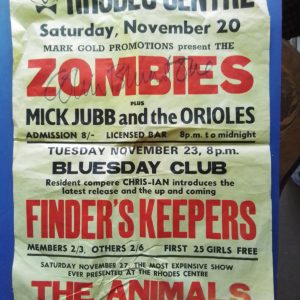 RHODES CENTRE
Saturday, November 20
MARK GOLD PROMOTIONS present the
ZOMBIES
PLUS
MICK JUBB and the ORIOLES
ADMISSION 8/- LICENSED BAR 8p.m. to midnight
TUESDAY NOVEMBER 23, 8p.m.
BLUESDAY CLUB
Resident compere CHRIS-IAN introduces the
latest release and the up and coming
FINDER'S KEEPERS
MEMBERS 2/3, OTHERS 2/6 FIRST 25 GIRLS FREE
SATURDAY NOVEMBER 27, THE MOST EXPENSIVE SHOW
EVER PRESENTED AT THE RHODES CENTRE
THE ANIMALS